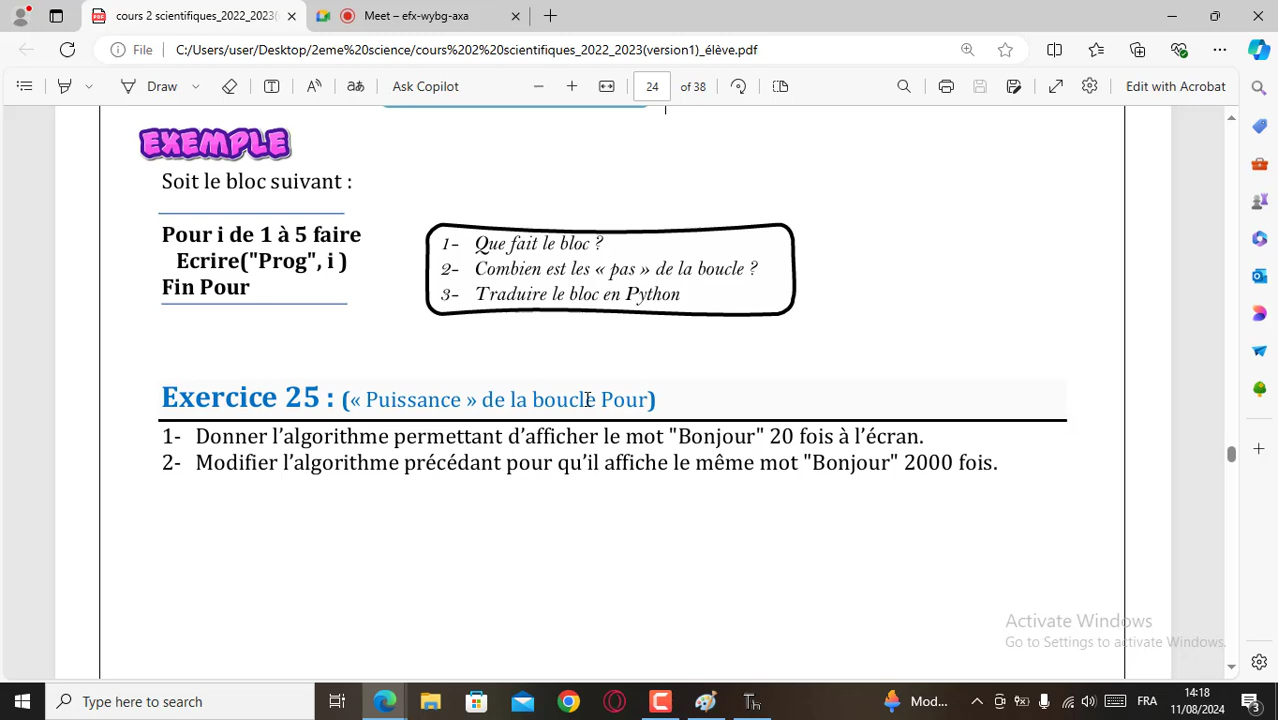 cours 2 scientifiques_2022_2023(
Meet – efx-wybg-axa
File
C:/Users/user/Desktop/2eme%20science/cours%202%20scientifiques_2022_2023(version1)_élève.pdf
Draw
Ask Copilot
24
of 38
Edit with Acrobat
EXEMPLE
Soit le bloc suivant :
Pour i de 1 à 5 faire
Ecrire("Prog", i )
Fin Pour
1- Que fait le bloc ?
2- Combien est les « pas » de la boucle ?
3- Traduire le bloc en Python
Exercice 25 : (« Puissance » de la boucle Pour)
1- Donner l’algorithme permettant d’afficher le mot "Bonjour" 20 fois à l’écran.
2- Modifier l’algorithme précédant pour qu’il affiche le même mot "Bonjour" 2000 fois.
Activate Windows
Go to Settings to activate Windows.
Type here to search
Th
Mod...
FRA
14:18
11/08/2024
3